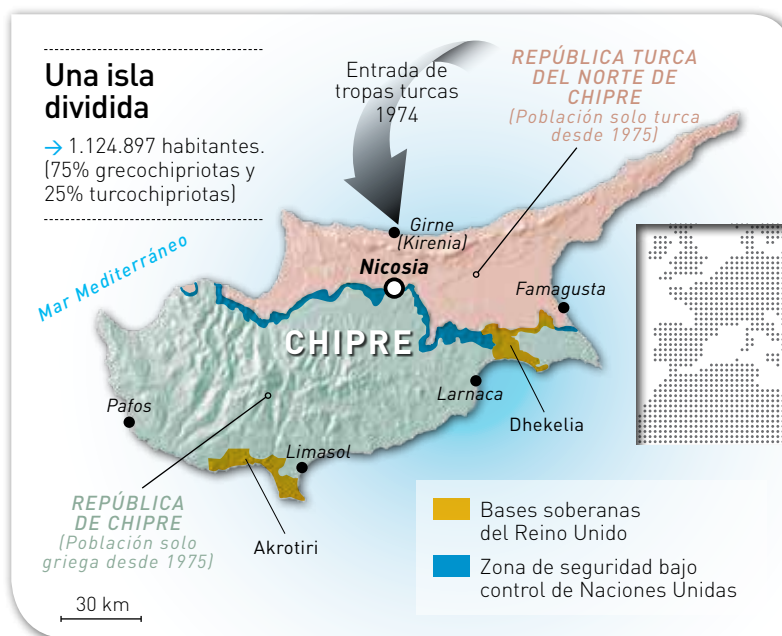 Una isla
dividida
→ 1.124.897 habitantes.
(75% grecochipriotas y
25% turcochipriotas)
Entrada de
tropas turcas
1974
REPÚBLICA TURCA
DEL NORTE DE
CHIPRE
(Población solo turca
desde 1975)
Mar Mediterráneo
Girne
(Kirenia)
Nicosia
Famagusta
CHIPRE
Larnaca
Pafos
Dhekelia
Limasol
Akrotiri
REPÚBLICA
DE CHIPRE
(Población solo
griega desde 1975)
30 km
Bases soberanas
del Reino Unido
Zona de seguridad bajo
control de Naciones Unidas